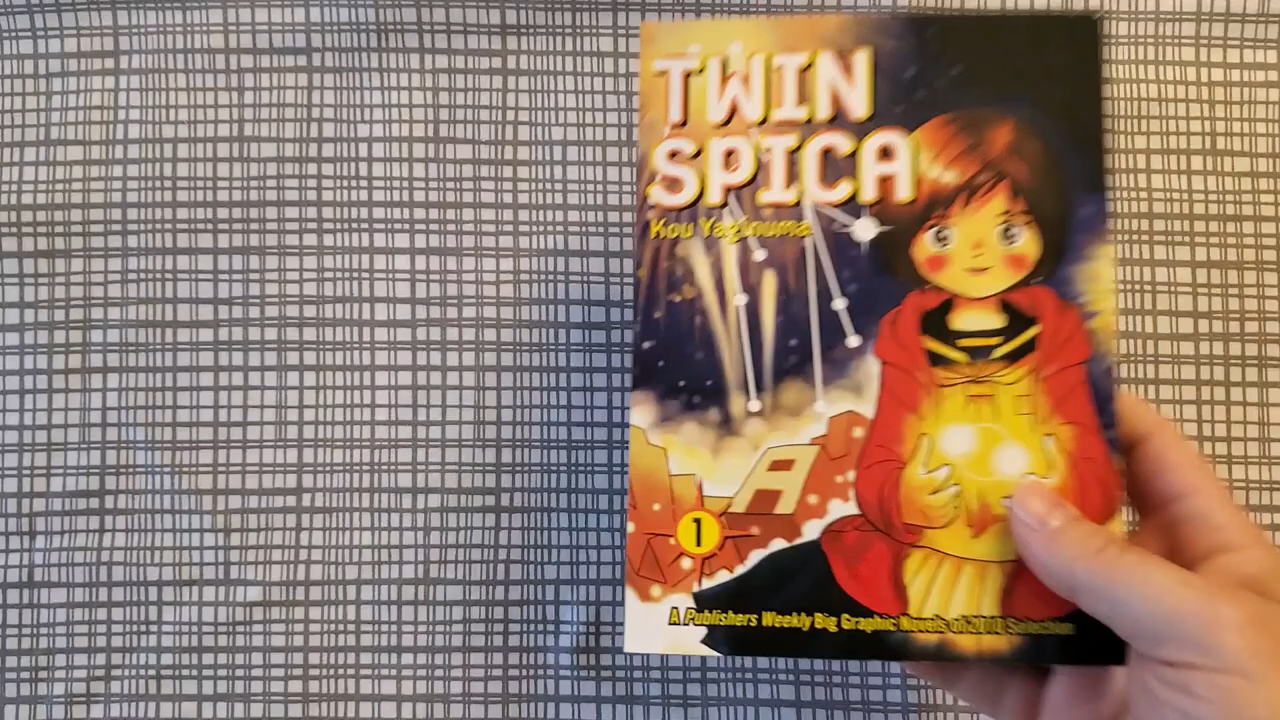 TWIN
SPICA
Kou Yaginuma
A
1
A Publishers Weekly Big Graphic Novels of 2010 Selection